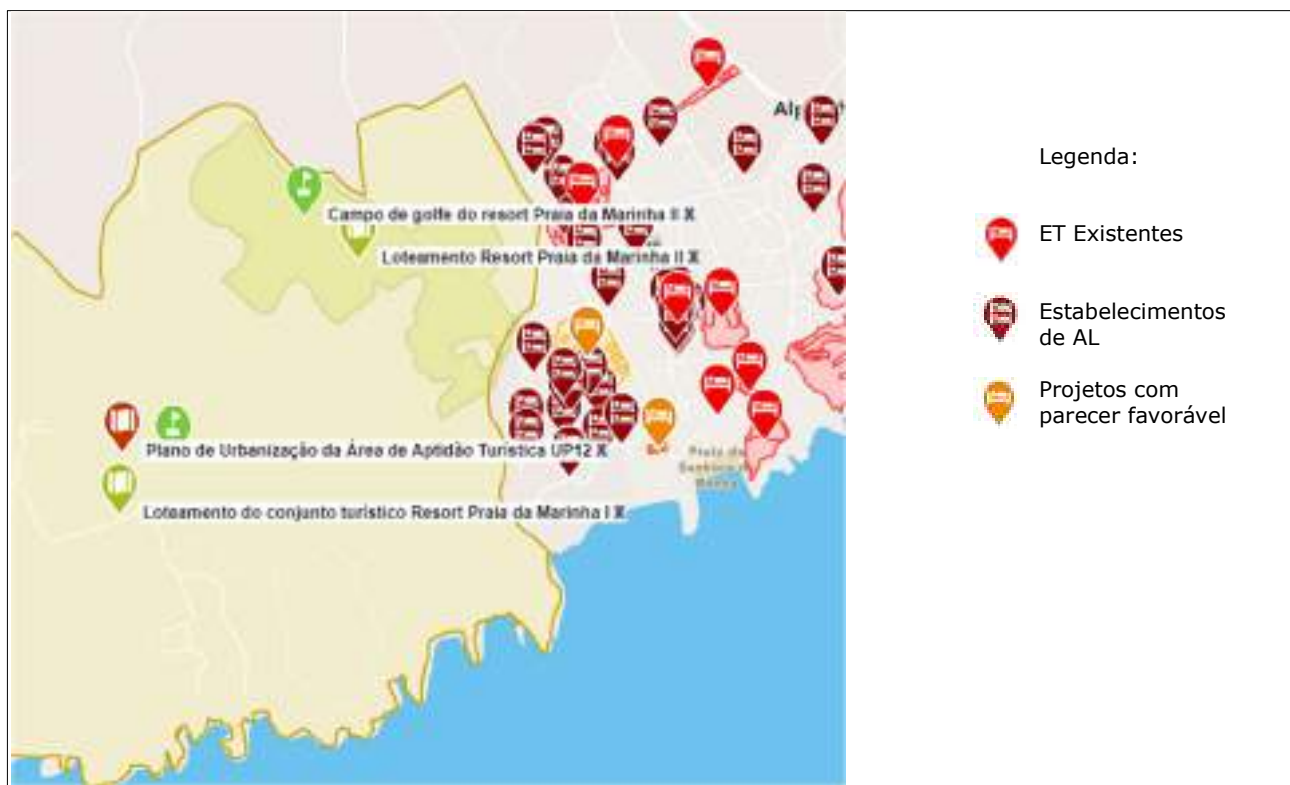 Campo de golfe do resort Praia da Marinha II X
Loteamento Resort Praia da Marinha II X
Plano de Urbanização da Área de Aptidão Turística UP12 X
Loteamento do conjunto turístico Resort Praia da Marinha I X
Praia da
Legenda:
ET Existentes
Estabelecimentos
de AL
Projetos com
parecer favorável